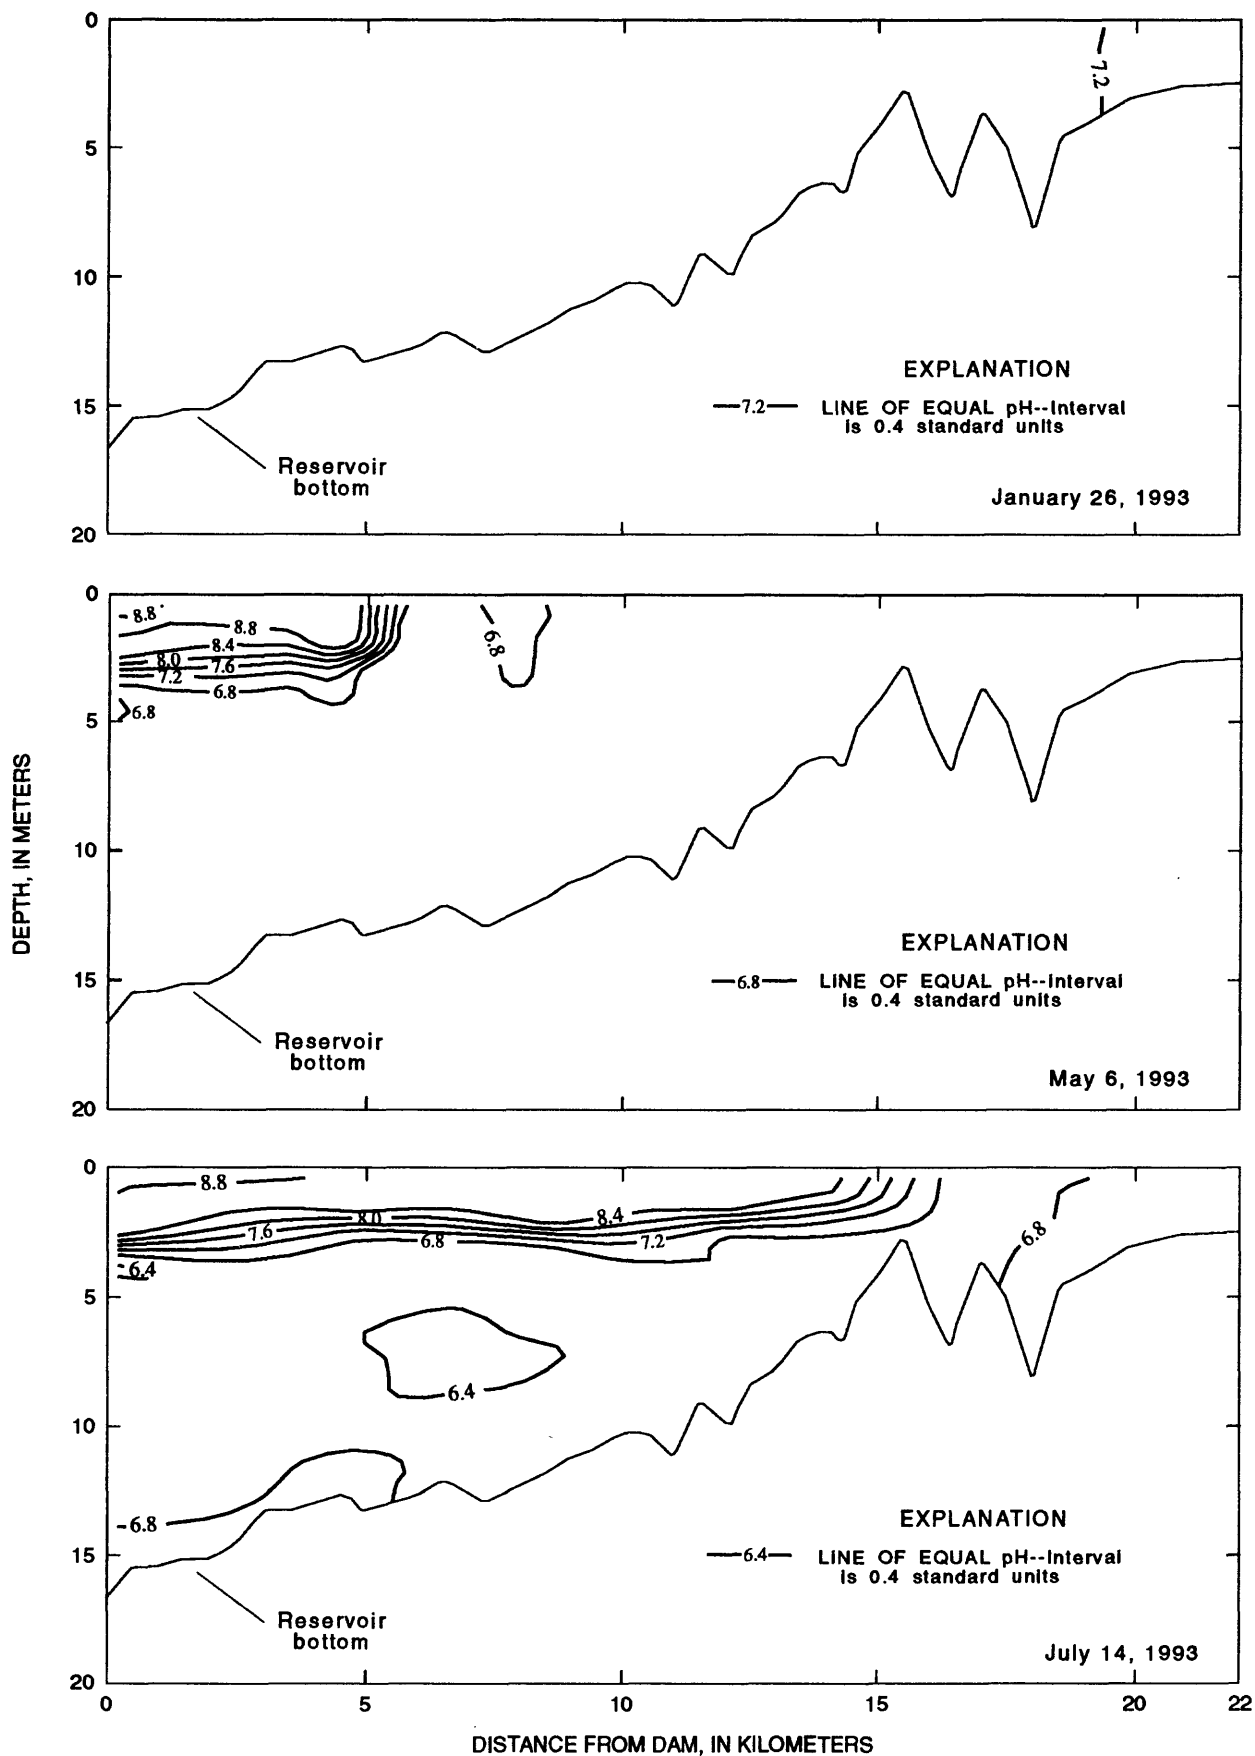 0
5
10
15
20
7.2
EXPLANATION
7.2 LINE OF EQUAL pH--Interval
is 0.4 standard units
Reservoir
bottom
January 26, 1993
DEPTH, IN METERS
0
5
10
15
20
8.8
8.8
8.4
8.0
7.6
7.2
6.8
6.8
6.8
EXPLANATION
6.8 LINE OF EQUAL pH--Interval
is 0.4 standard units
Reservoir
bottom
May 6, 1993
0
5
10
15
20
8.8
8.4
8.0
7.6
7.2
6.8
6.4
6.8
6.4
6.8
EXPLANATION
6.4 LINE OF EQUAL pH--Interval
is 0.4 standard units
Reservoir
bottom
July 14, 1993
0 5 10 15 20 22
DISTANCE FROM DAM, IN KILOMETERS